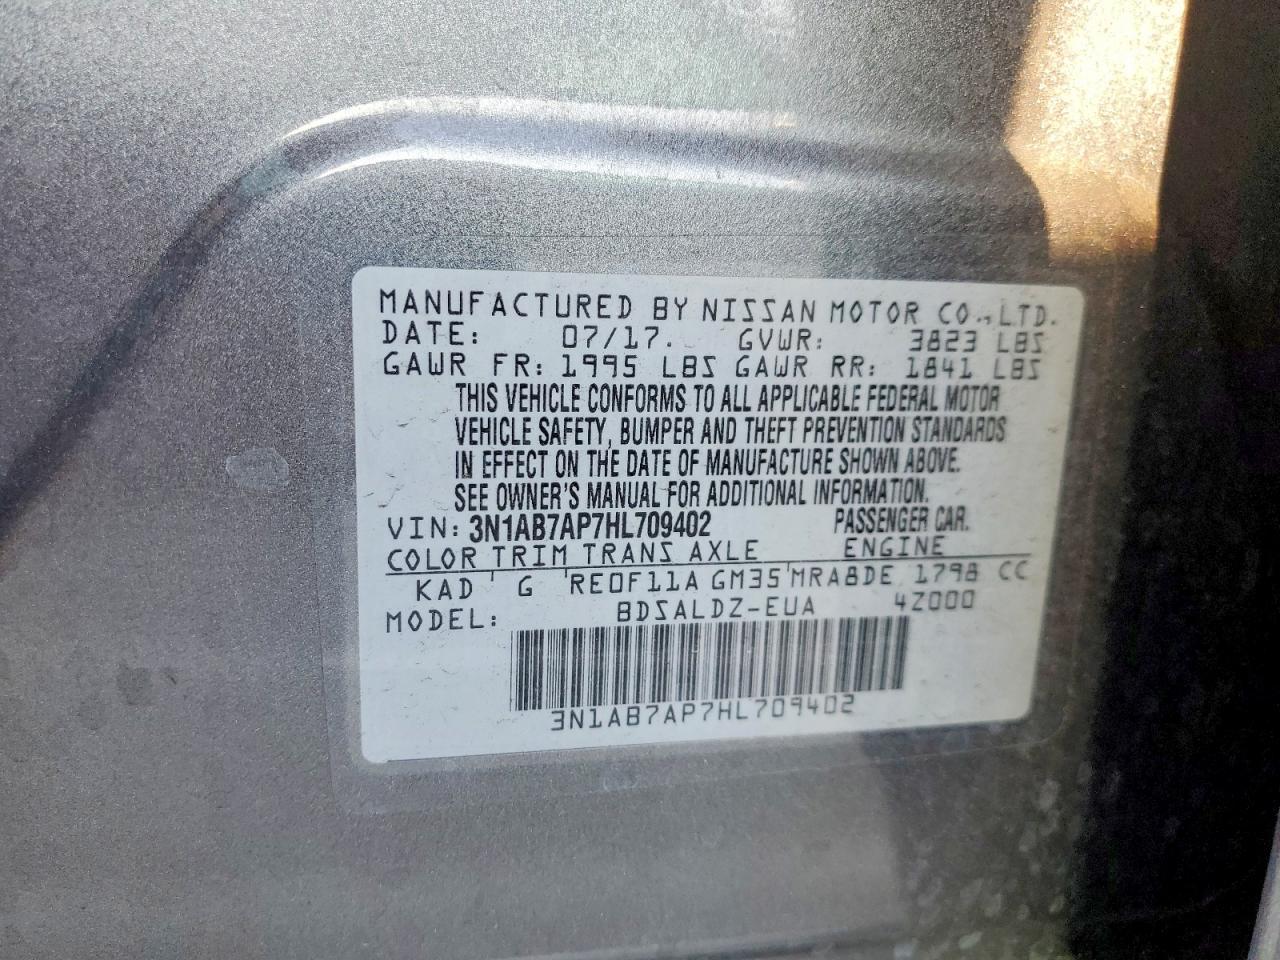 MANUFACTURED BY NISSAN MOTOR CO.,LTD.
DATE: 07/17. GVWR: 3823 LBS
GAWR FR: 1995 LBS GAWR RR: 1841 LBS
THIS VEHICLE CONFORMS TO ALL APPLICABLE FEDERAL MOTOR
VEHICLE SAFETY, BUMPER AND THEFT PREVENTION STANDARDS
IN EFFECT ON THE DATE OF MANUFACTURE SHOWN ABOVE.
SEE OWNER'S MANUAL FOR ADDITIONAL INFORMATION.
VIN: 3N1AB7AP7HL709402 PASSENGER CAR.
COLOR TRIM TRANS AXLE ENGINE
KAD G RE0F11A GM35 MRA8DE 1798 CC
MODEL: BDSALDZ-EUA 4Z000
3N1AB7AP7HL709402